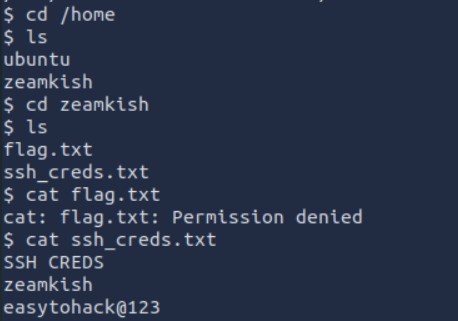 $ cd /home
$ ls
ubuntu
zeamkish
$ cd zeamkish
$ ls
flag.txt
ssh_creds.txt
$ cat flag.txt
cat: flag.txt: Permission denied
$ cat ssh_creds.txt
SSH CREDS
zeamkish
easytohack@123